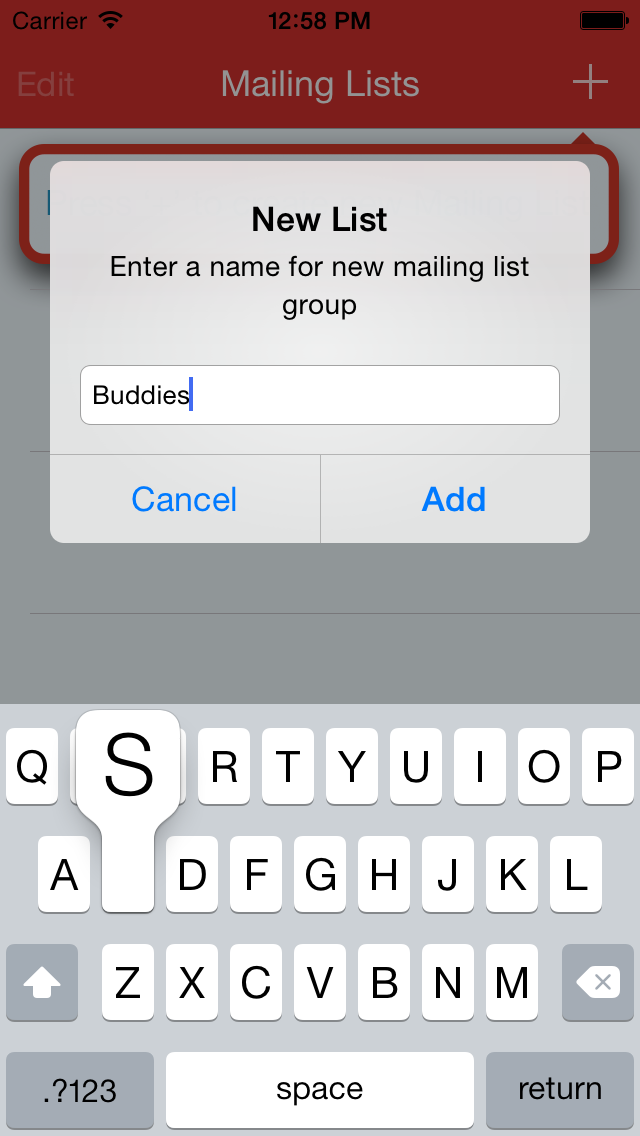 Carrier 12:58 PM
Edit Mailing Lists
New List
Enter a name for new mailing list
group
Buddies
Cancel Add
Q S R T Y U I O P
A D F G H J K L
Z X C V B N M
.?123 space return